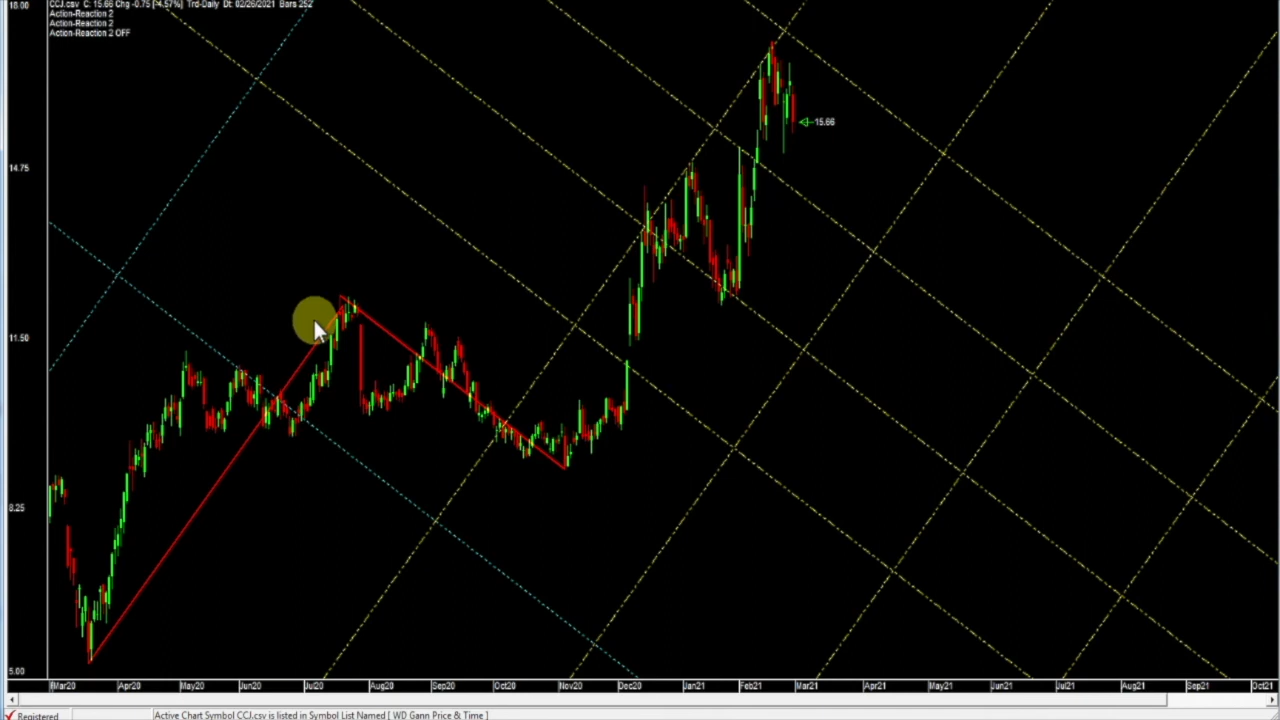 18.00
CCJ.csv C: 15.66 Chg -0.75 [-4.57%] Trd-Daily Dt: 02/26/2021 Bars 252
Action-Reaction 2
Action-Reaction 2
Action-Reaction 2 OFF
15.66
14.75
11.50
8.25
5.00
Mar20 Apr20 May20 Jun20 Jul20 Aug20 Sep20 Oct20 Nov20 Dec20 Jan21 Feb21 Mar21 Apr21 May21 Jun21 Jul21 Aug21 Sep21 Oct21
Registered Active Chart Symbol CCJ.csv is listed in Symbol List Named [ WD Gann Price & Time ]